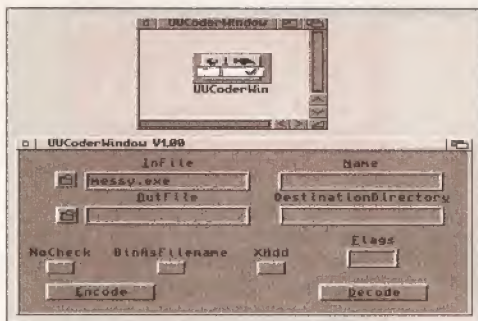 UUCoderWindow
UUCoderWin
UUCoderWindow V1.00
InFile Name
messy.exe
OutFile DestinationDirectory
NoCheck BinAsFilename XAdd Flags
Encode Decode